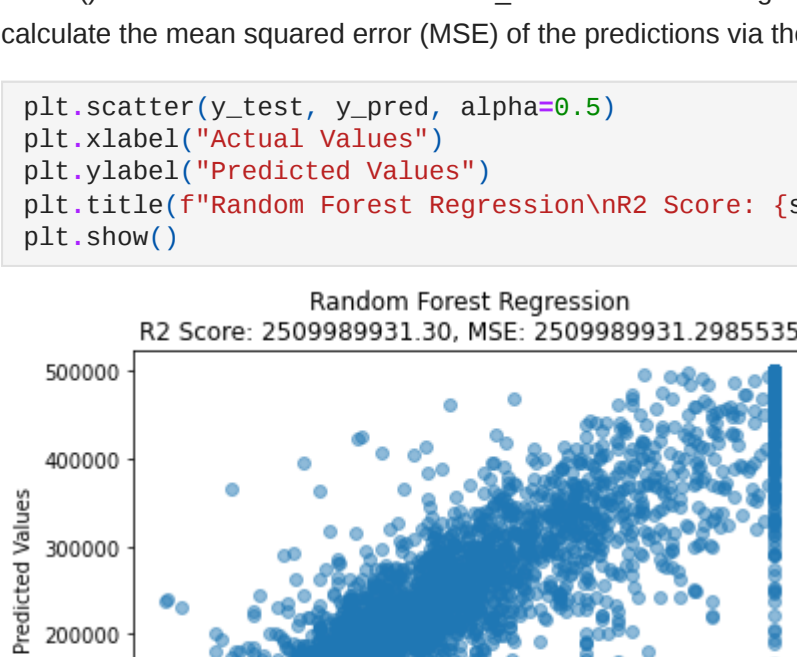 calculate the mean squared error (MSE) of the predictions via the
plt.scatter(y_test, y_pred, alpha=0.5)
plt.xlabel("Actual Values")
plt.ylabel("Predicted Values")
plt.title(f"Random Forest Regression\nR2 Score: {s
plt.show()
Random Forest Regression
R2 Score: 2509989931.30, MSE: 2509989931.2985535
500000
400000
300000
200000
Predicted Values